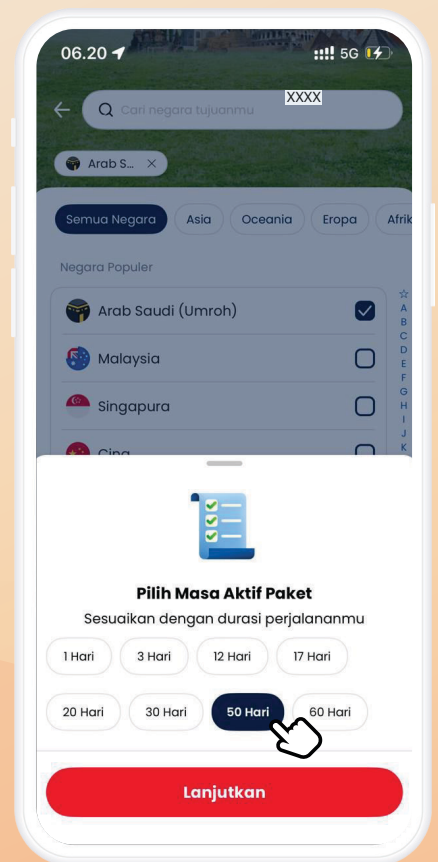 06.20 5G
Cari negara tujuanmu XXXX
Arab S...
Semua Negara Asia Oceania Eropa Afrik
Negara Populer
Arab Saudi (Umroh)
Malaysia
Singapura
Cina
☆
A
B
C
D
E
F
G
H
I
J
K
Pilih Masa Aktif Paket
Sesuaikan dengan durasi perjalananmu
1 Hari 3 Hari 12 Hari 17 Hari
20 Hari 30 Hari 50 Hari 60 Hari
Lanjutkan